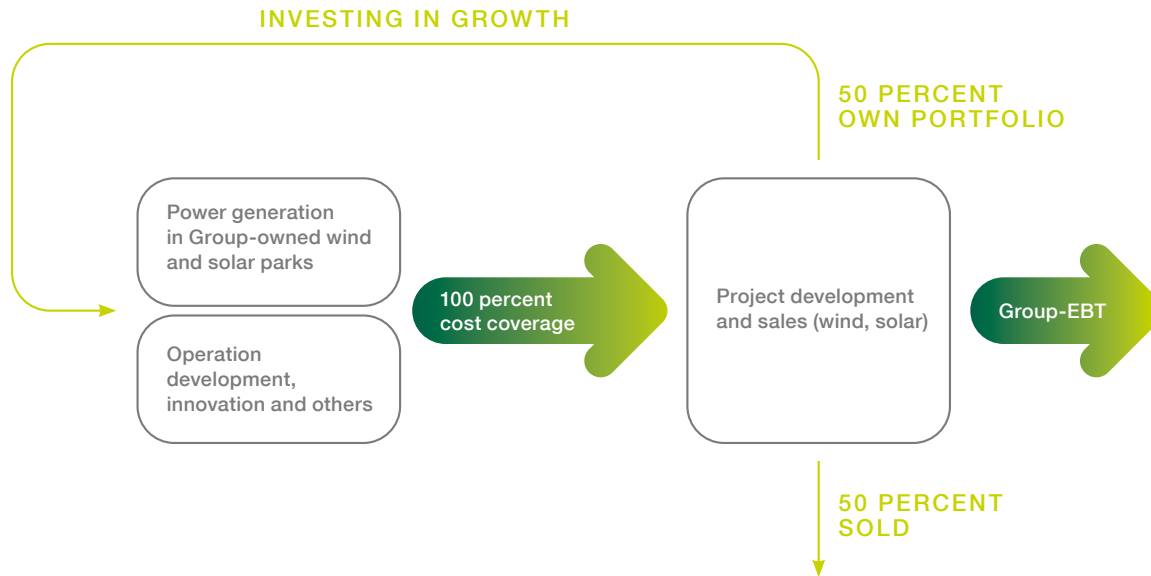 INVESTING IN GROWTH
50 PERCENT
OWN PORTFOLIO
Power generation
in Group-owned wind
and solar parks
Operation
development,
innovation and others
100 percent
cost coverage
Project development
and sales (wind, solar)
Group-EBT
50 PERCENT
SOLD